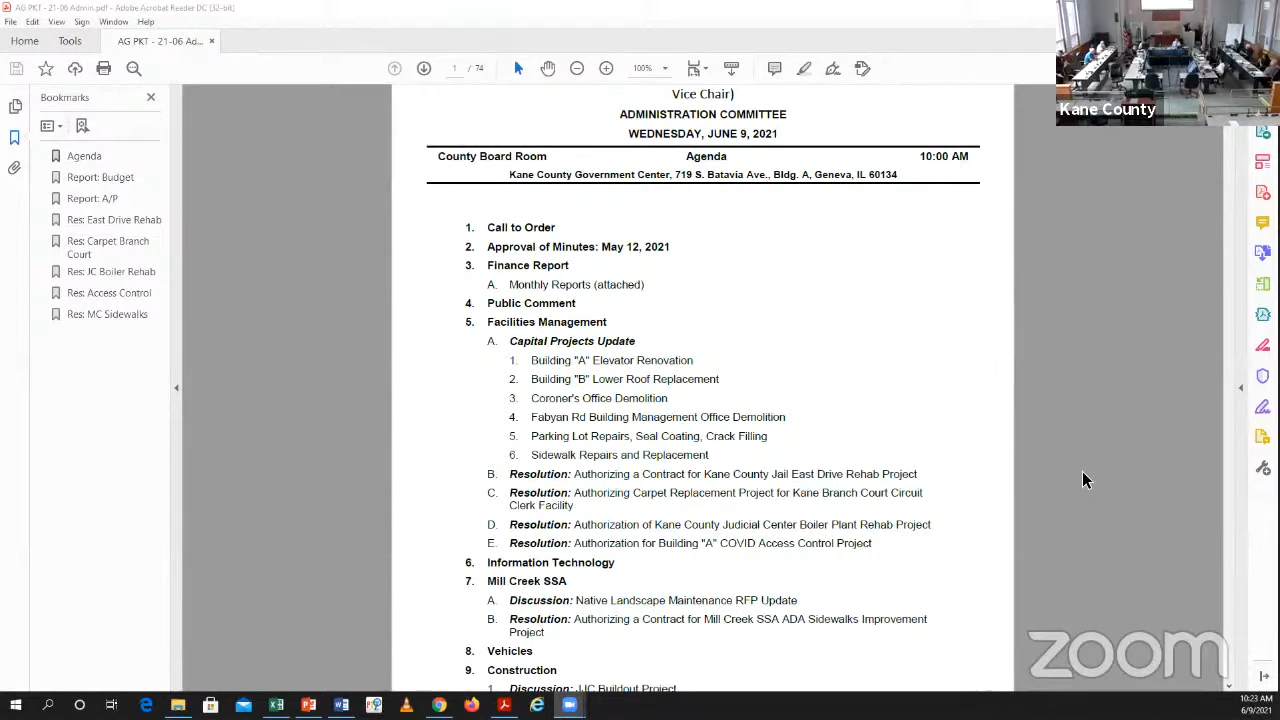 AG PKT - 21-06 Admin.pdf - Adobe Acrobat Reader DC (32-bit)
File Edit View Sign Window Help
Home Tools AG PKT - 21-06 Ad... ×
1 / 74 100%
Bookmarks
Agenda
Report: Budget
Report: A/P
Res: East Drive Rehab
Res: Carpet Branch
Court
Res: JC Boiler Rehab
Res: Access Control
Res: MC Sidewalks
Kane County
Vice Chair)
ADMINISTRATION COMMITTEE
WEDNESDAY, JUNE 9, 2021
County Board Room Agenda 10:00 AM
Kane County Government Center, 719 S. Batavia Ave., Bldg. A, Geneva, IL 60134
1. Call to Order
2. Approval of Minutes: May 12, 2021
3. Finance Report
A. Monthly Reports (attached)
4. Public Comment
5. Facilities Management
A. Capital Projects Update
1. Building "A" Elevator Renovation
2. Building "B" Lower Roof Replacement
3. Coroner's Office Demolition
4. Fabyan Rd Building Management Office Demolition
5. Parking Lot Repairs, Seal Coating, Crack Filling
6. Sidewalk Repairs and Replacement
B. Resolution: Authorizing a Contract for Kane County Jail East Drive Rehab Project
C. Resolution: Authorizing Carpet Replacement Project for Kane Branch Court Circuit
Clerk Facility
D. Resolution: Authorization of Kane County Judicial Center Boiler Plant Rehab Project
E. Resolution: Authorization for Building "A" COVID Access Control Project
6. Information Technology
7. Mill Creek SSA
A. Discussion: Native Landscape Maintenance RFP Update
B. Resolution: Authorizing a Contract for Mill Creek SSA ADA Sidewalks Improvement
Project
8. Vehicles
9. Construction
1. Discussion: JJC Buildout Project
zoom
10:23 AM
6/9/2021